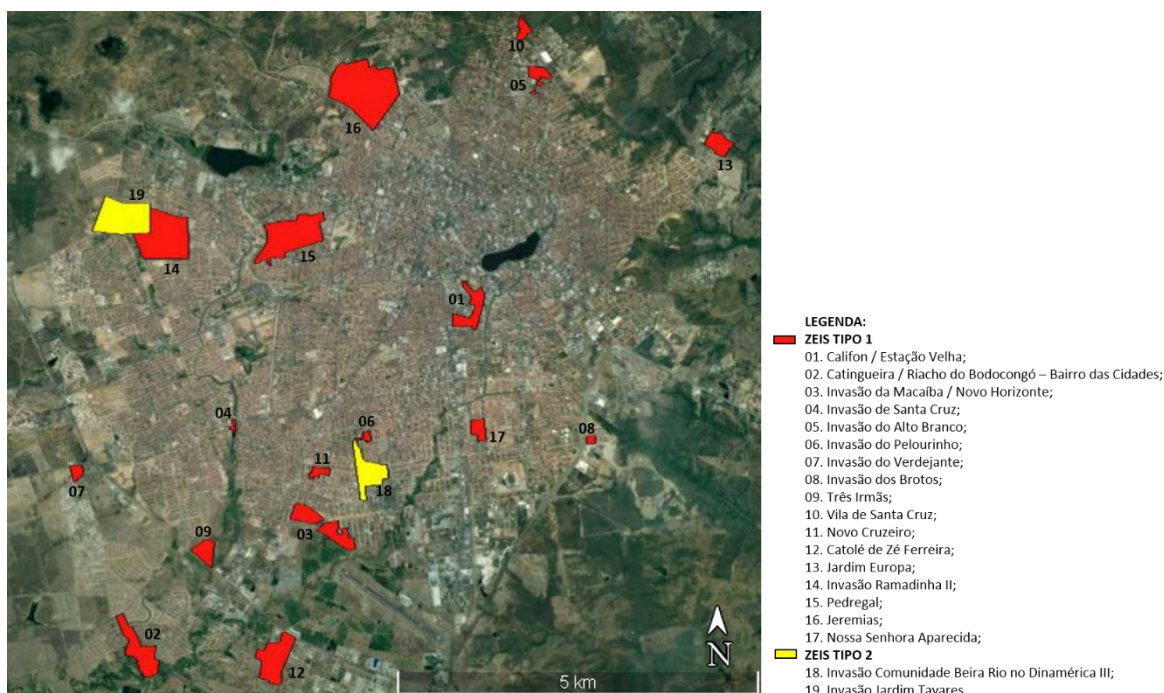 10
05
16
13
19
14
15
01
04
06
17
08
11
07
18
03
09
02
12
N
5 km
LEGENDA:
ZEIS TIPO 1
01. Califon / Estação Velha;
02. Catingueira / Riacho do Bodocongó – Bairro das Cidades;
03. Invasão da Macaíba / Novo Horizonte;
04. Invasão de Santa Cruz;
05. Invasão do Alto Branco;
06. Invasão do Pelourinho;
07. Invasão do Verdejante;
08. Invasão dos Brotos;
09. Três Irmãs;
10. Vila de Santa Cruz;
11. Novo Cruzeiro;
12. Catolé de Zé Ferreira;
13. Jardim Europa;
14. Invasão Ramadinha II;
15. Pedregal;
16. Jeremias;
17. Nossa Senhora Aparecida;
ZEIS TIPO 2
18. Invasão Comunidade Beira Rio no Dinamérica III;
19. Invasão Jardim Tavares